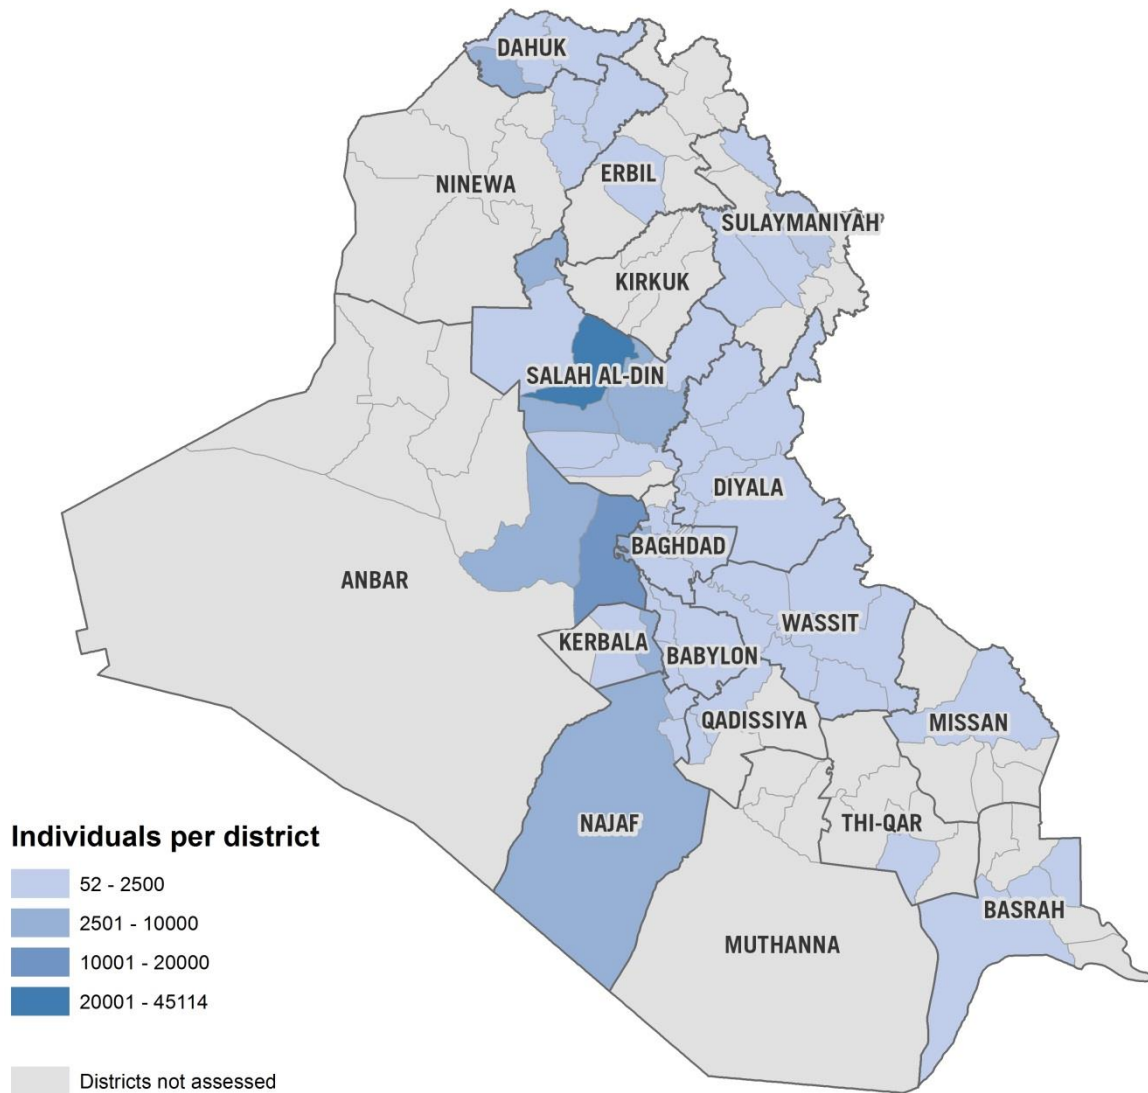 DAHUK
NINEWA
ERBIL
SULAYMANIYAH
KIRKUK
SALAH AL-DIN
DIYALA
BAGHDAD
ANBAR
WASSIT
KERBALA
BABYLON
QADISSIYA
MISSAN
NAJAF
THI-QAR
BASRAH
MUTHANNA
Individuals per district
52 - 2500
2501 - 10000
10001 - 20000
20001 - 45114
Districts not assessed